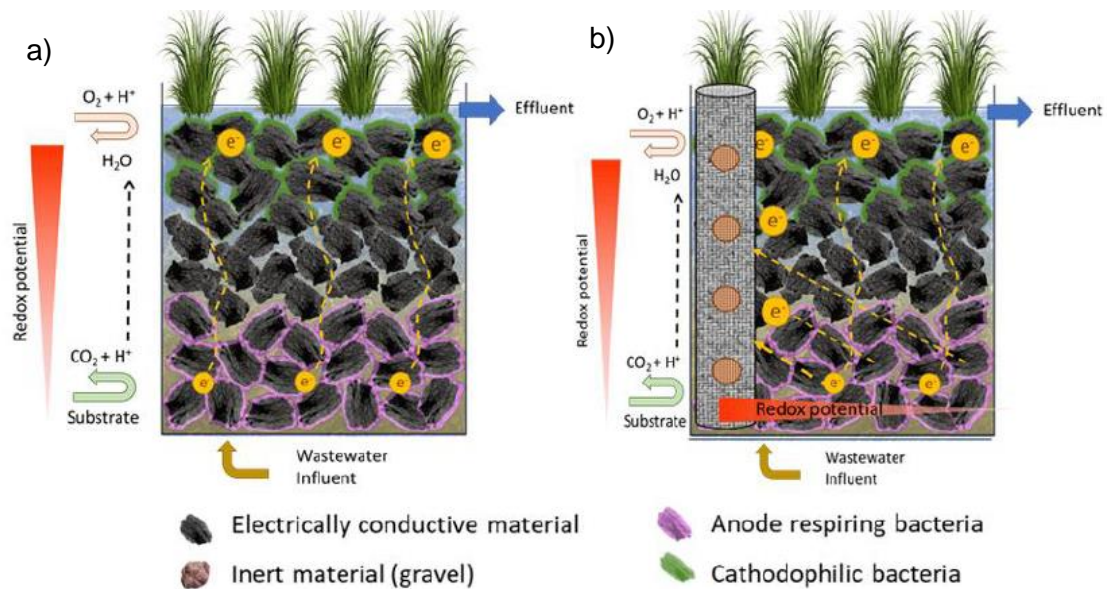 a)
O₂ + H⁺
H₂O
Redox potential
CO₂ + H⁺
Substrate
e⁻
e⁻
e⁻
e⁻
e⁻
e⁻
Effluent
Wastewater
Influent
b)
O₂ + H⁺
H₂O
Redox potential
CO₂ + H⁺
Substrate
e⁻
e⁻
e⁻
e⁻
e⁻
e⁻
e⁻
Redox potential
Effluent
Wastewater
Influent
Electrically conductive material
Anode respiring bacteria
Inert material (gravel)
Cathodophilic bacteria